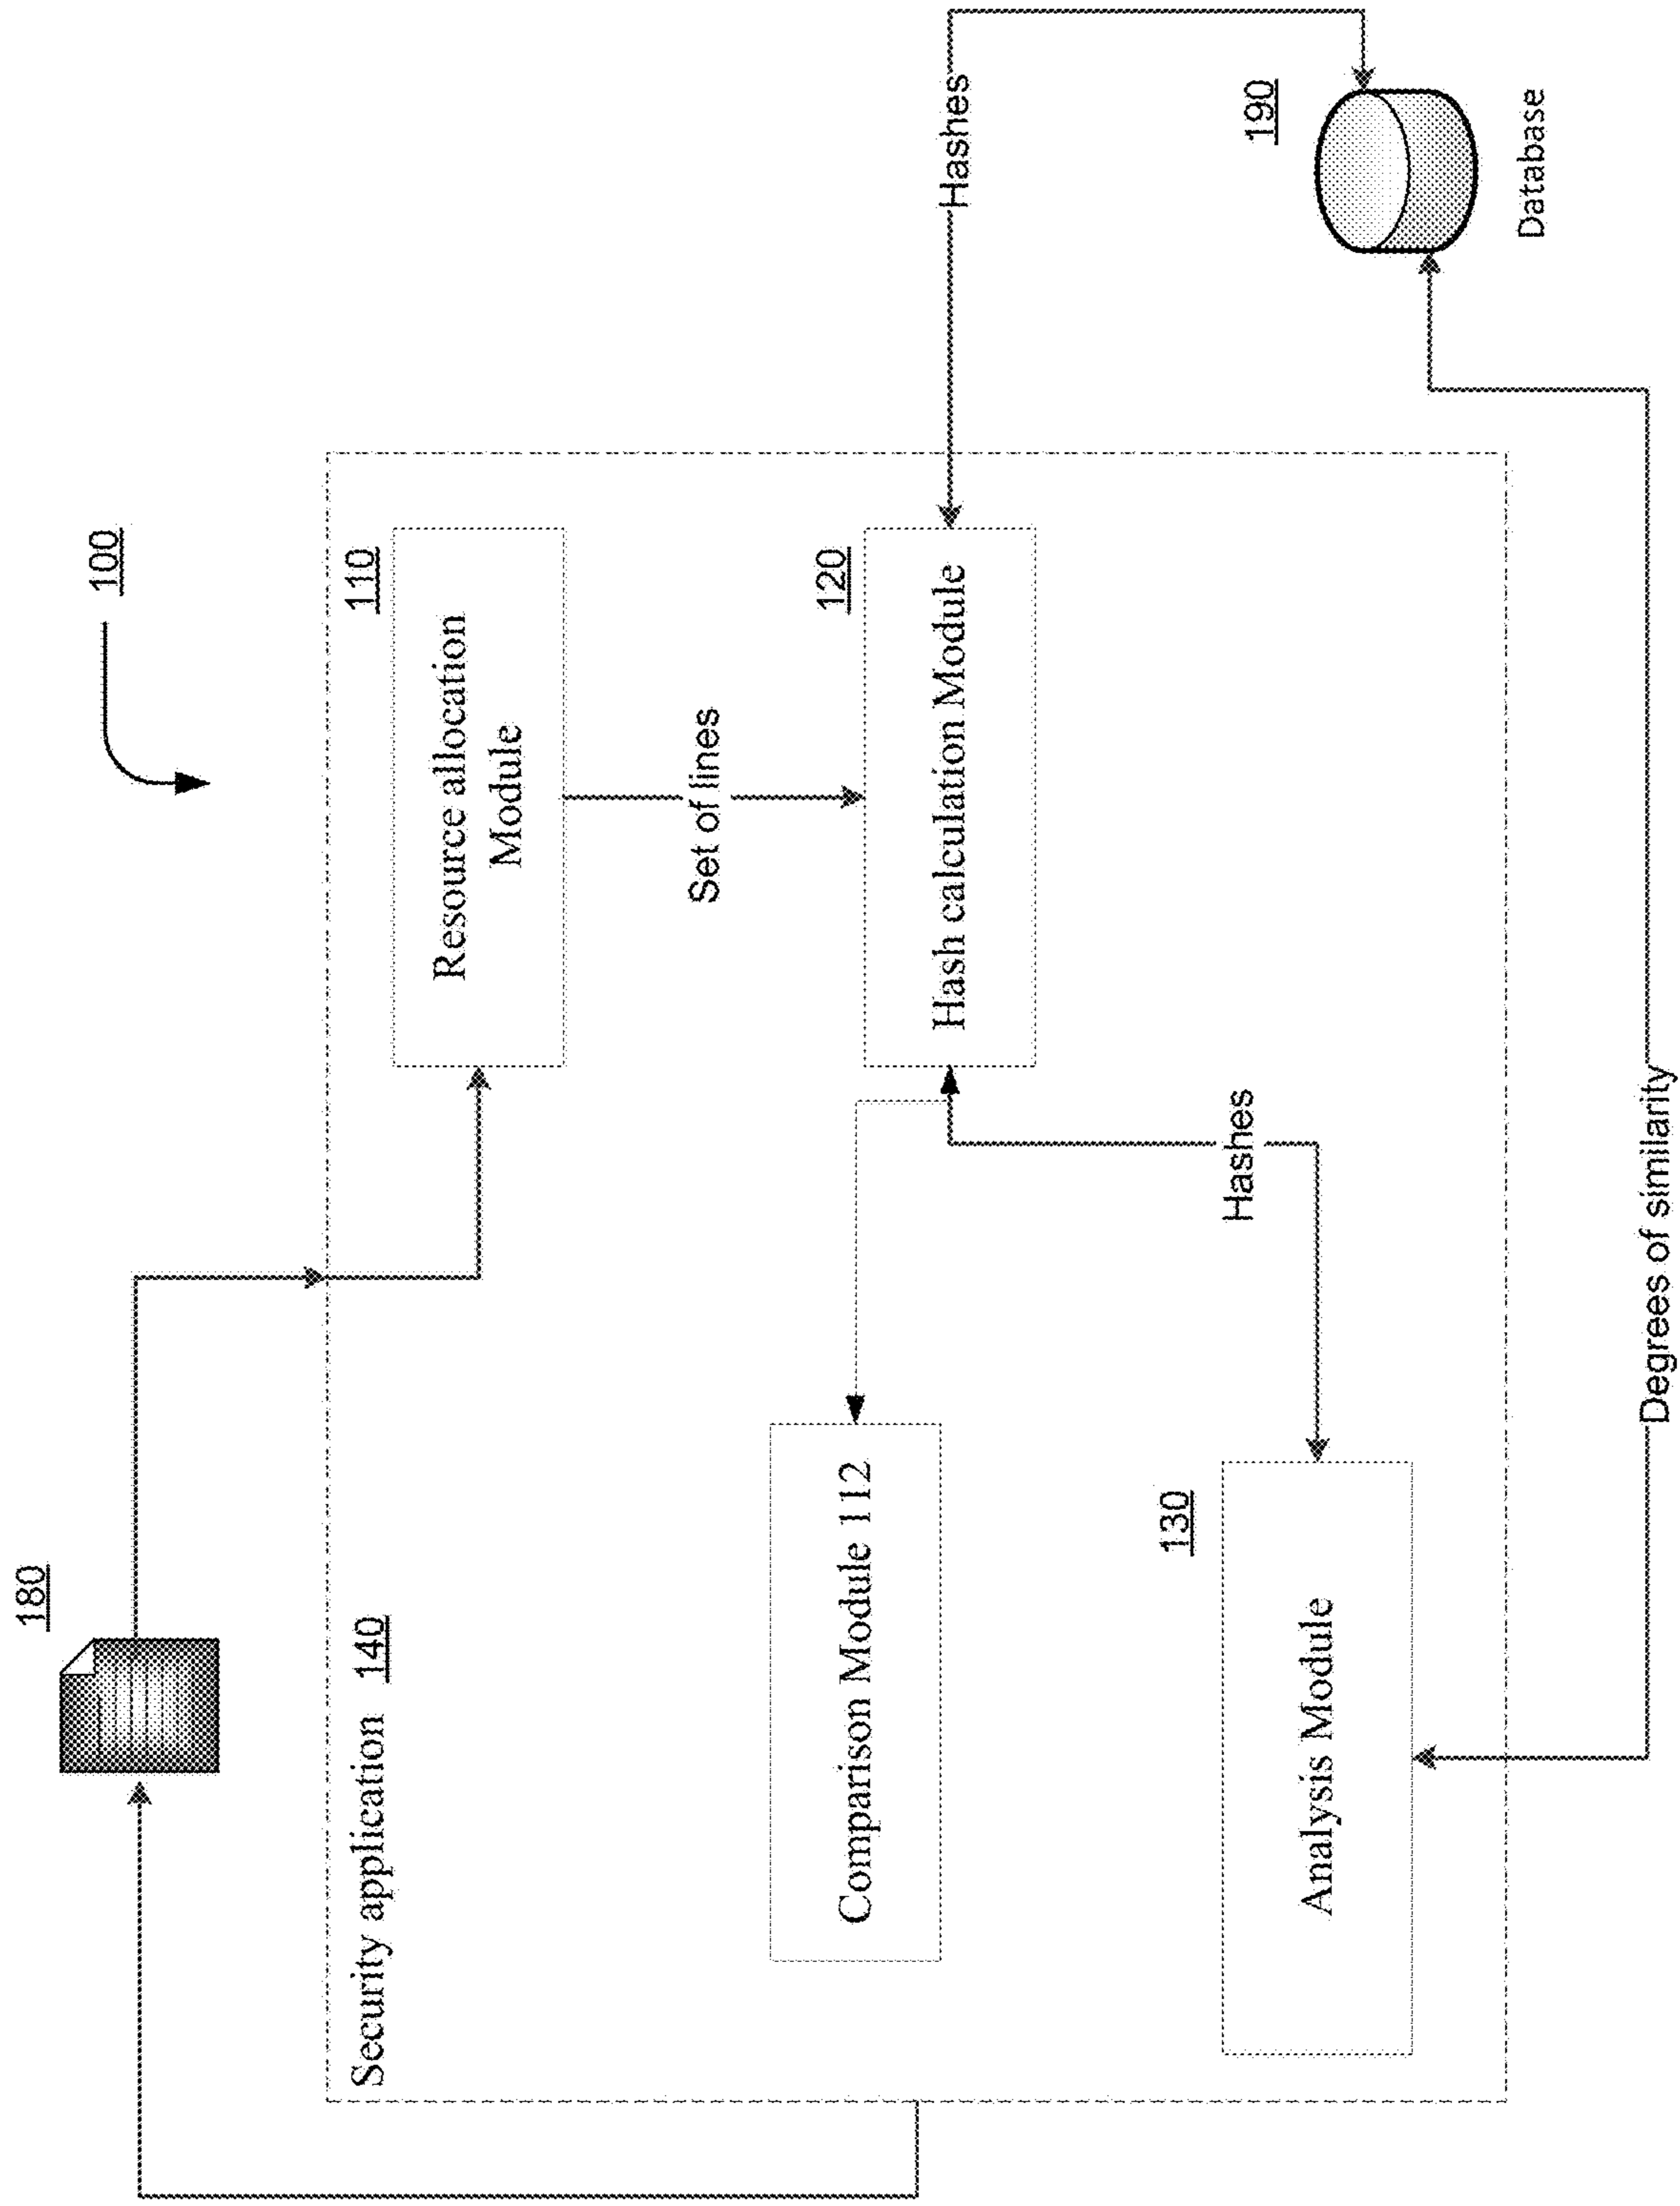 100
180
Security application 140
110
Resource allocation
Module
Set of lines
120
Hash calculation Module
Hashes
Comparison Module 112
Hashes
130
Analysis Module
190
Database
Degrees of similarity